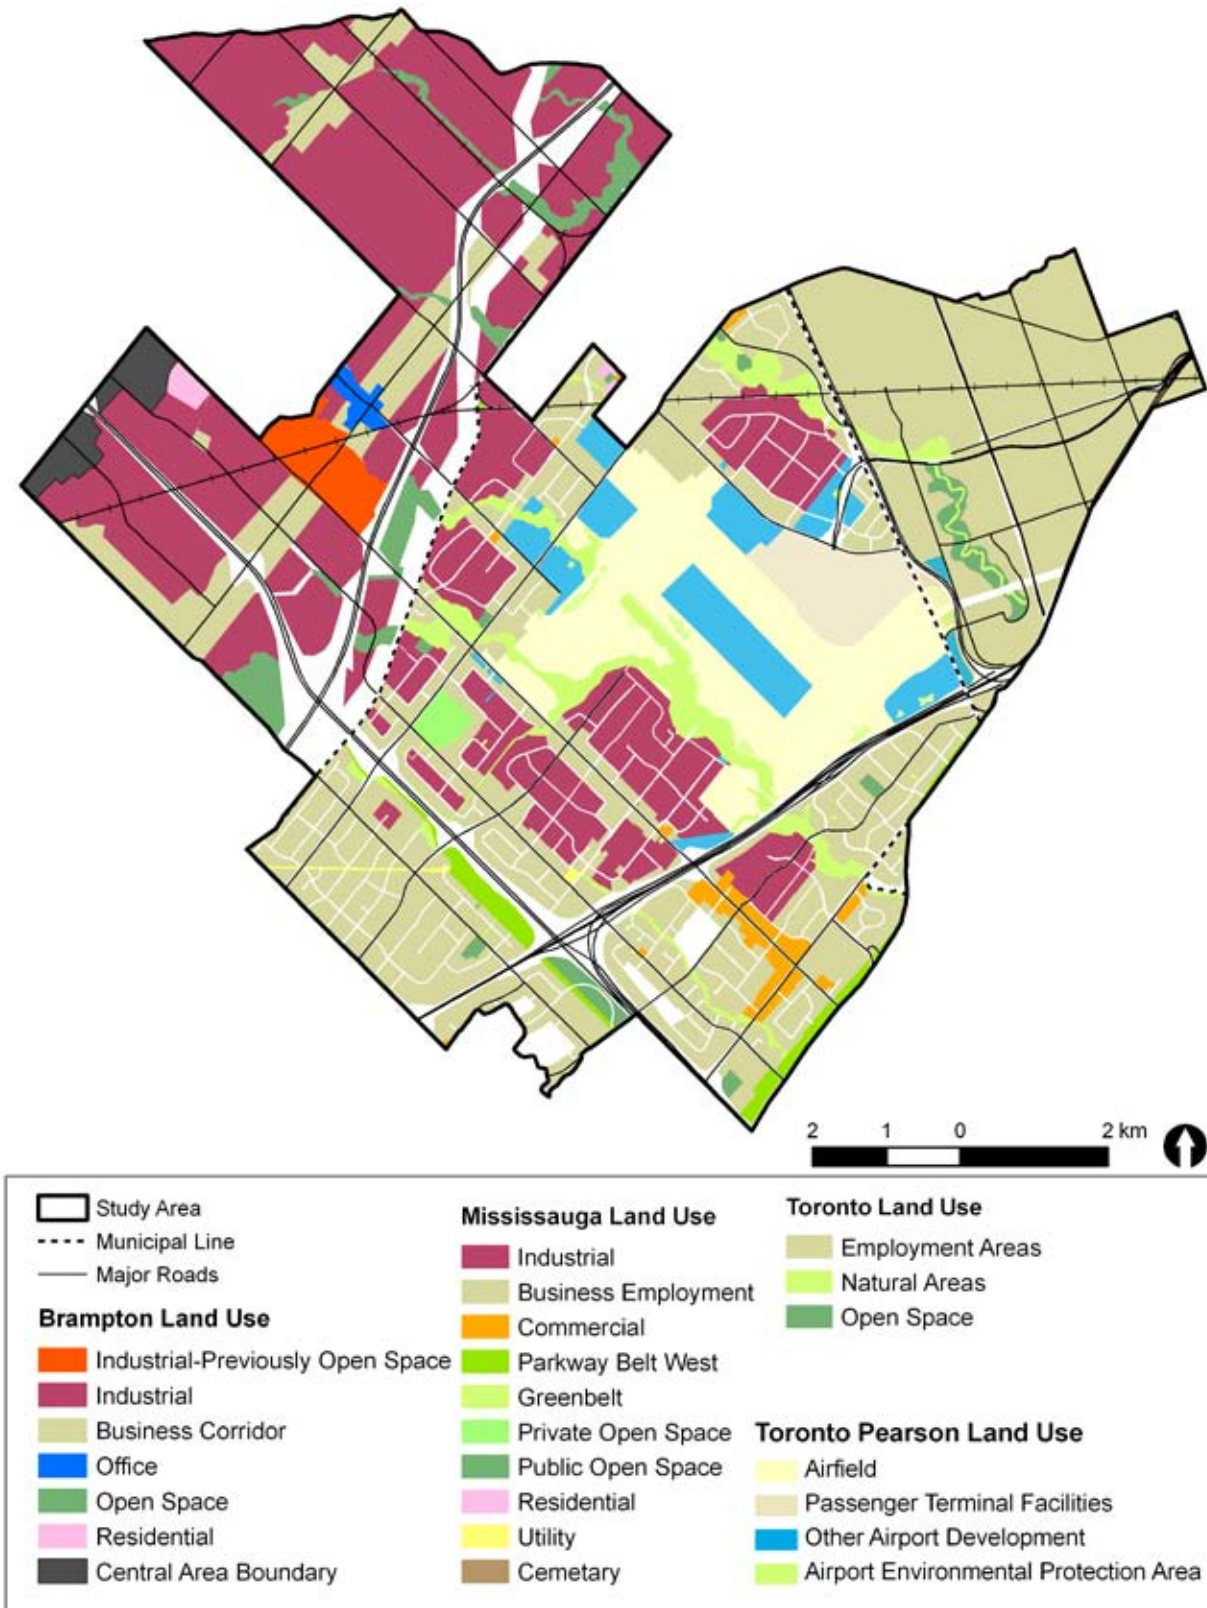 2 1 0 2 km
Study Area
Municipal Line
Major Roads
Brampton Land Use
Industrial-Previously Open Space
Industrial
Business Corridor
Office
Open Space
Residential
Central Area Boundary
Mississauga Land Use
Industrial
Business Employment
Commercial
Parkway Belt West
Greenbelt
Private Open Space
Public Open Space
Residential
Utility
Cemetary
Toronto Land Use
Employment Areas
Natural Areas
Open Space
Toronto Pearson Land Use
Airfield
Passenger Terminal Facilities
Other Airport Development
Airport Environmental Protection Area